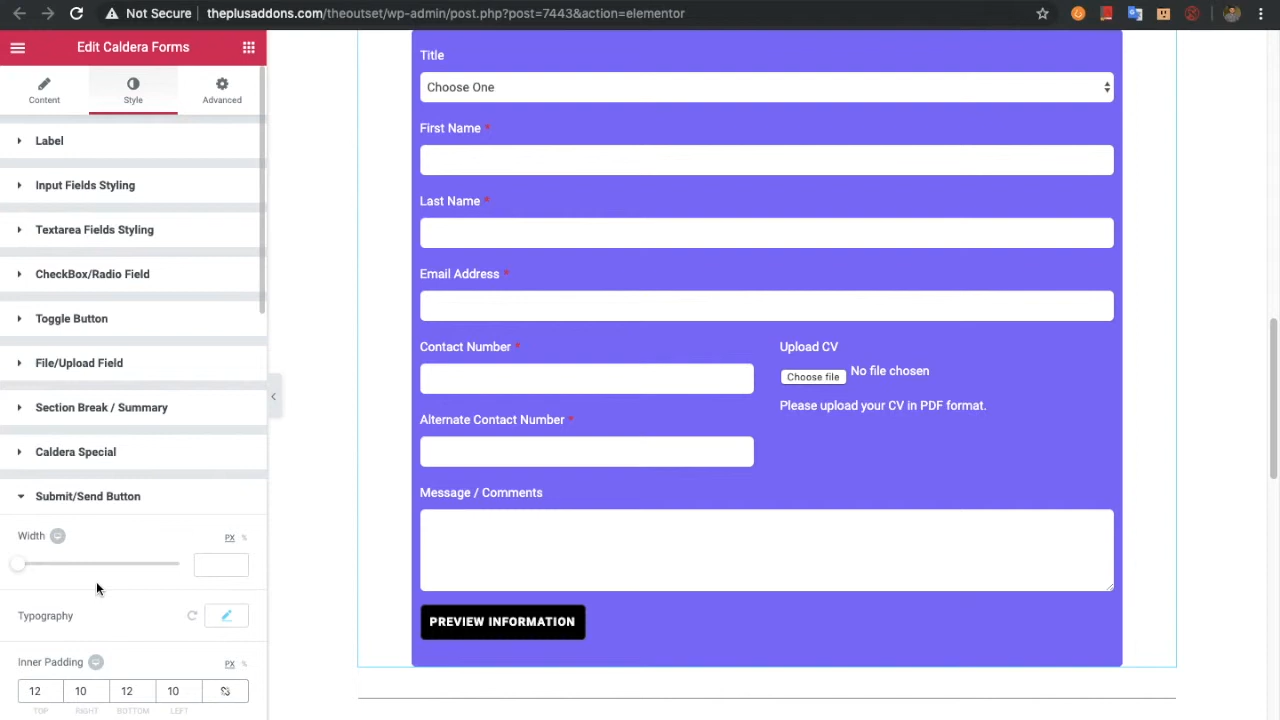 Not Secure theplusaddons.com/theoutset/wp-admin/post.php?post=7443&action=elementor
Edit Caldera Forms
Content Style Advanced
Label
Input Fields Styling
Textarea Fields Styling
CheckBox/Radio Field
Toggle Button
File/Upload Field
Section Break / Summary
Caldera Special
Submit/Send Button
Width PX %
Typography
Inner Padding PX %
12 10 12 10
TOP RIGHT BOTTOM LEFT
Title
Choose One
First Name *
Last Name *
Email Address *
Contact Number *
Upload CV
Choose file No file chosen
Please upload your CV in PDF format.
Alternate Contact Number *
Message / Comments
PREVIEW INFORMATION